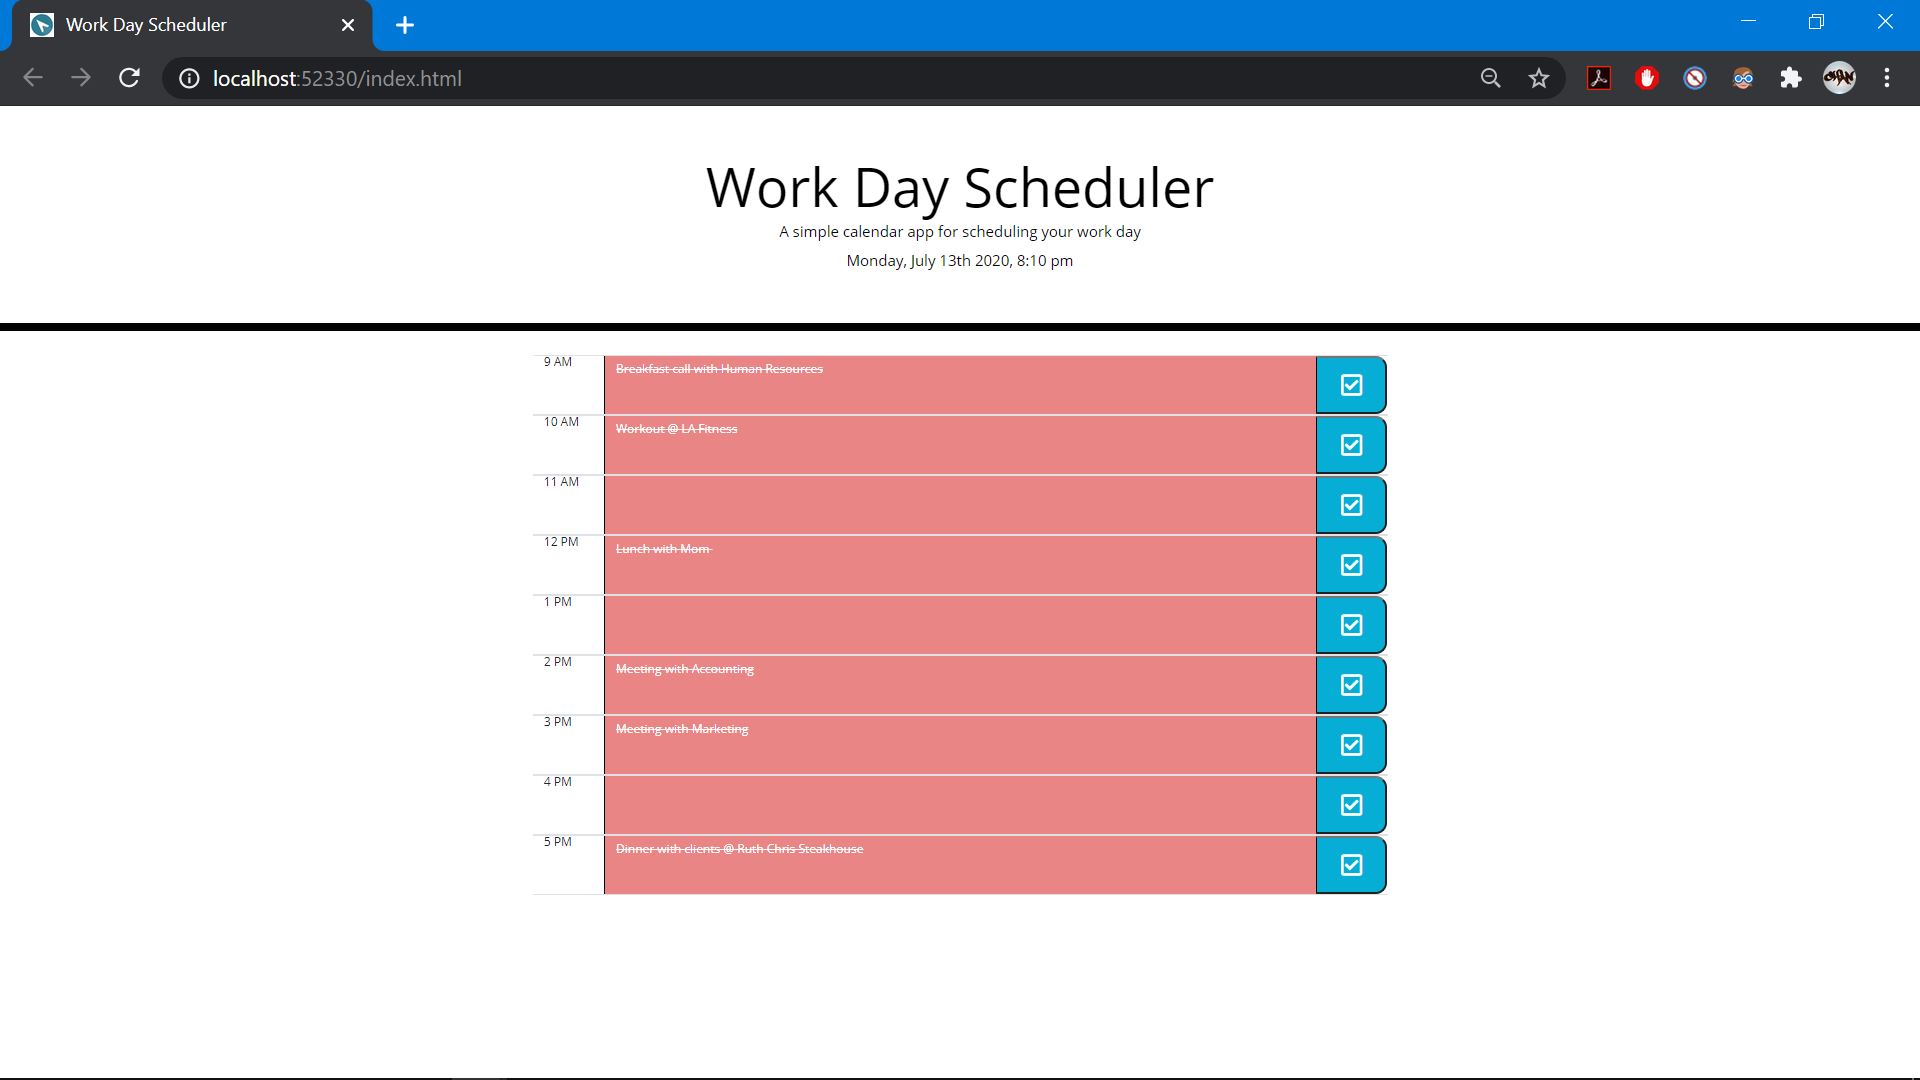 Work Day Scheduler
localhost:52330/index.html
Work Day Scheduler
A simple calendar app for scheduling your work day
Monday, July 13th 2020, 8:10 pm
9 AM Breakfast call with Human Resources
10 AM Workout @ LA Fitness
11 AM
12 PM Lunch with Mom
1 PM
2 PM Meeting with Accounting
3 PM Meeting with Marketing
4 PM
5 PM Dinner with clients @ Ruth Chris Steakhouse